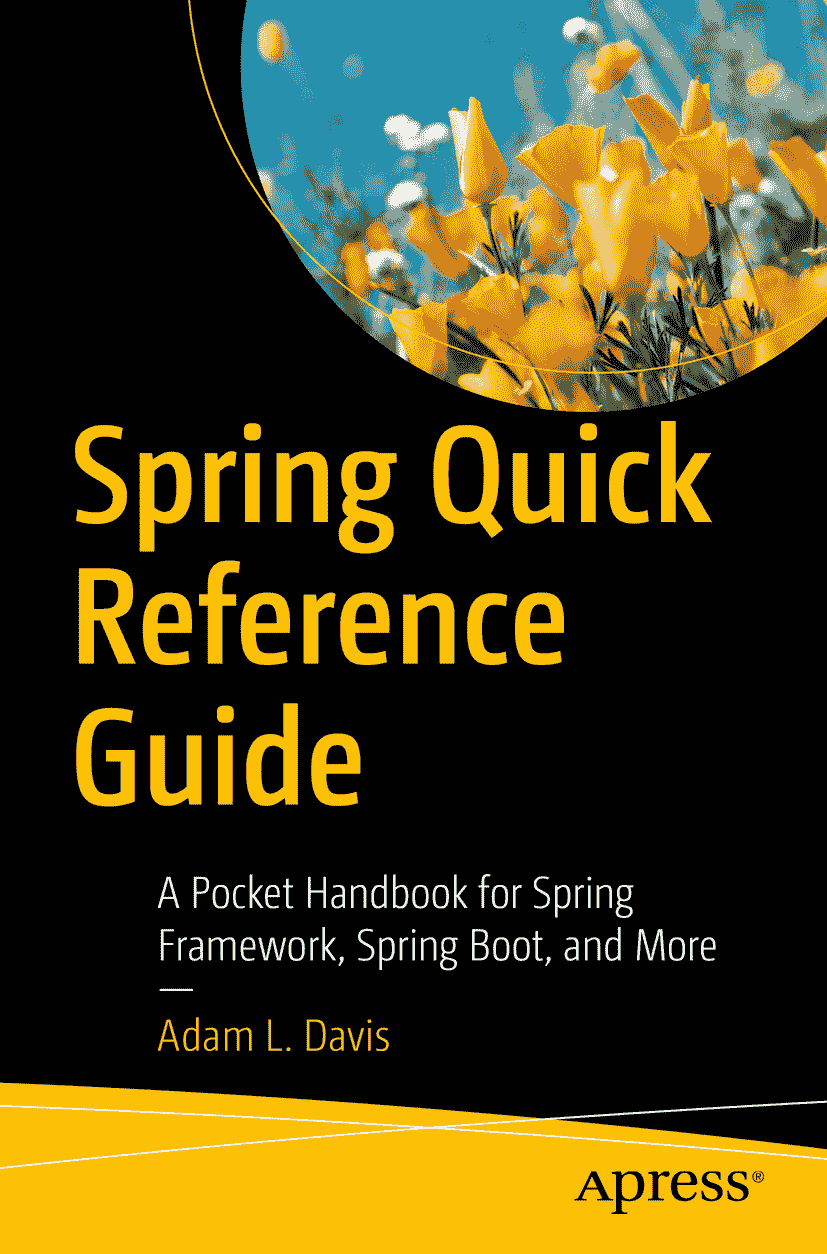 Spring Quick
Reference
Guide
A Pocket Handbook for Spring
Framework, Spring Boot, and More
—
Adam L. Davis
Apress®